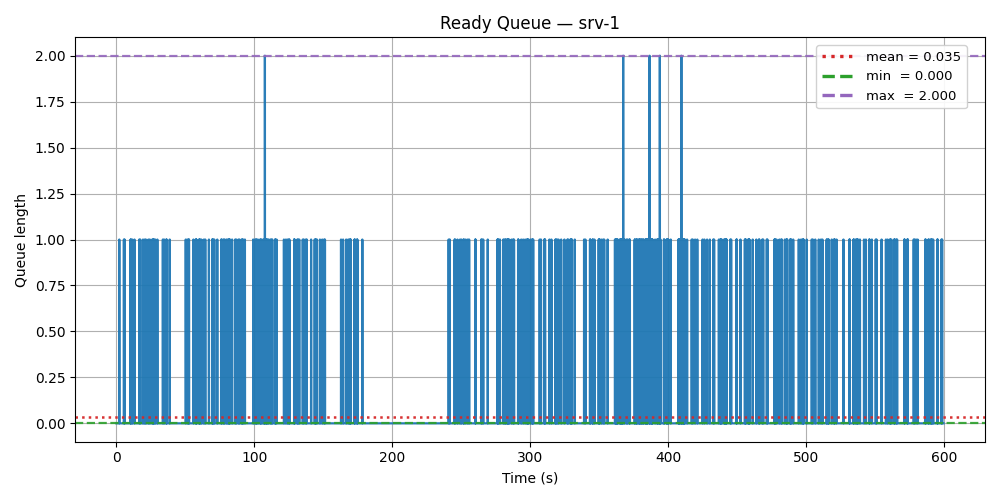 Ready Queue — srv-1
Queue length
2.00
1.75
1.50
1.25
1.00
0.75
0.50
0.25
0.00
mean = 0.035
min  = 0.000
max  = 2.000
0 100 200 300 400 500 600
Time (s)